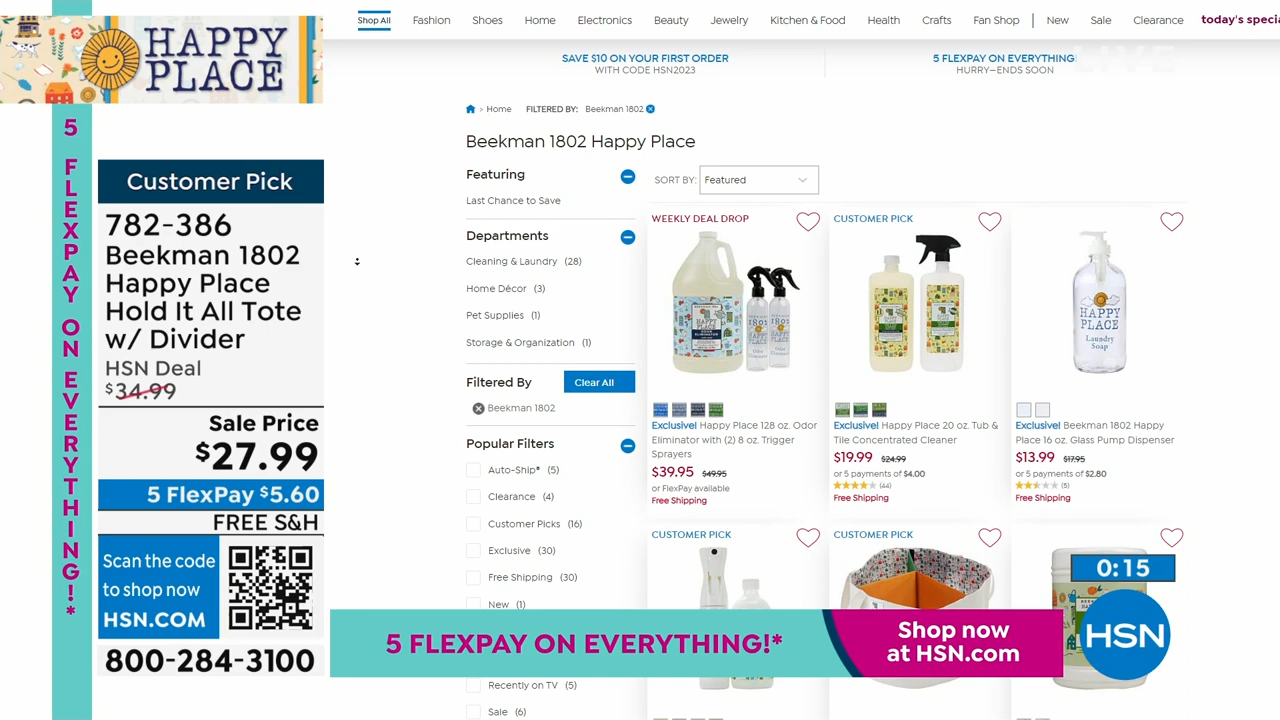 HAPPY
PLACE
5 FLEXPAY ON EVERYTHING!*
Customer Pick
782-386
Beekman 1802
Happy Place
Hold It All Tote
w/ Divider
HSN Deal
$34.99
Sale Price
$27.99
5 FlexPay $5.60
FREE S&H
Scan the code
to shop now
HSN.COM
800-284-3100
Shop All Fashion Shoes Home Electronics Beauty Jewelry Kitchen & Food Health Crafts Fan Shop | New Sale Clearance today's specia
SAVE $10 ON YOUR FIRST ORDER
WITH CODE HSN2023
5 FLEXPAY ON EVERYTHING!
HURRY—ENDS SOON
LIVE
> Home FILTERED BY: Beekman 1802
Beekman 1802 Happy Place
Featuring
Last Chance to Save
Departments
Cleaning & Laundry (28)
Home Décor (3)
Pet Supplies (1)
Storage & Organization (1)
Filtered By Clear All
Beekman 1802
Popular Filters
Auto-Ship® (5)
Clearance (4)
Customer Picks (16)
Exclusive (30)
Free Shipping (30)
New (1)
Recently on TV (5)
Sale (6)
SORT BY: Featured
WEEKLY DEAL DROP
Exclusive! Happy Place 128 oz. Odor
Eliminator with (2) 8 oz. Trigger
Sprayers
$39.95 $49.95
or FlexPay available
Free Shipping
CUSTOMER PICK
Exclusive! Happy Place 20 oz. Tub &
Tile Concentrated Cleaner
$19.99 $24.99
or 5 payments of $4.00
(44)
Free Shipping
HAPPY
PLACE
Laundry
Soap
Exclusive! Beekman 1802 Happy
Place 16 oz. Glass Pump Dispenser
$13.99 $17.95
or 5 payments of $2.80
(5)
Free Shipping
CUSTOMER PICK
CUSTOMER PICK
0:15
5 FLEXPAY ON EVERYTHING!*
Shop now
at HSN.com
HSN